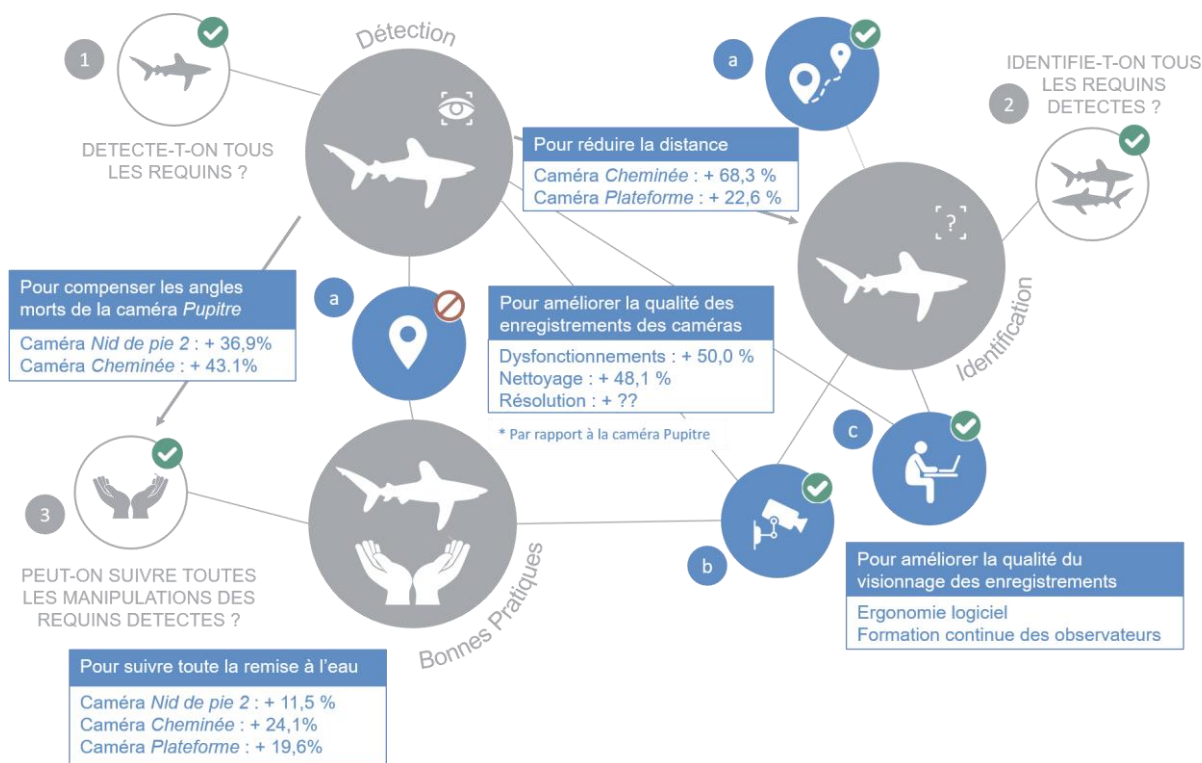 1
DETECTE-T-ON TOUS
LES REQUINS ?
Détection
a
IDENTIFIE-T-ON TOUS
LES REQUINS
DETECTES ?
2
Pour réduire la distance
Caméra Cheminée : + 68,3 %
Caméra Plateforme : + 22,6 %
?
Identification
Pour compenser les angles
morts de la caméra Pupitre
Caméra Nid de pie 2 : + 36,9%
Caméra Cheminée : + 43.1%
a
Pour améliorer la qualité des
enregistrements des caméras
Dysfonctionnements : + 50,0 %
Nettoyage : + 48,1 %
Résolution : + ??
* Par rapport à la caméra Pupitre
c
b
Pour améliorer la qualité du
visionnage des enregistrements
Ergonomie logiciel
Formation continue des observateurs
3
PEUT-ON SUIVRE TOUTES
LES MANIPULATIONS DES
REQUINS DETECTES ?
Bonnes Pratiques
Pour suivre toute la remise à l’eau
Caméra Nid de pie 2 : + 11,5 %
Caméra Cheminée : + 24,1%
Caméra Plateforme : + 19,6%